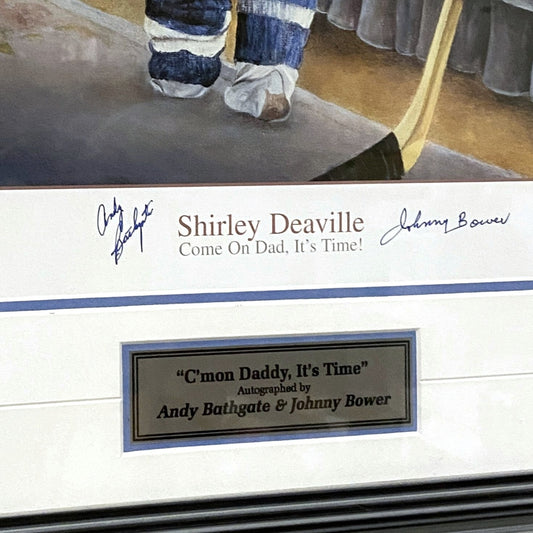 Andy Bathgate
Shirley Deaville
Come On Dad, It's Time!
Johnny Bower
"C'mon Daddy, It's Time"
Autographed by
Andy Bathgate & Johnny Bower